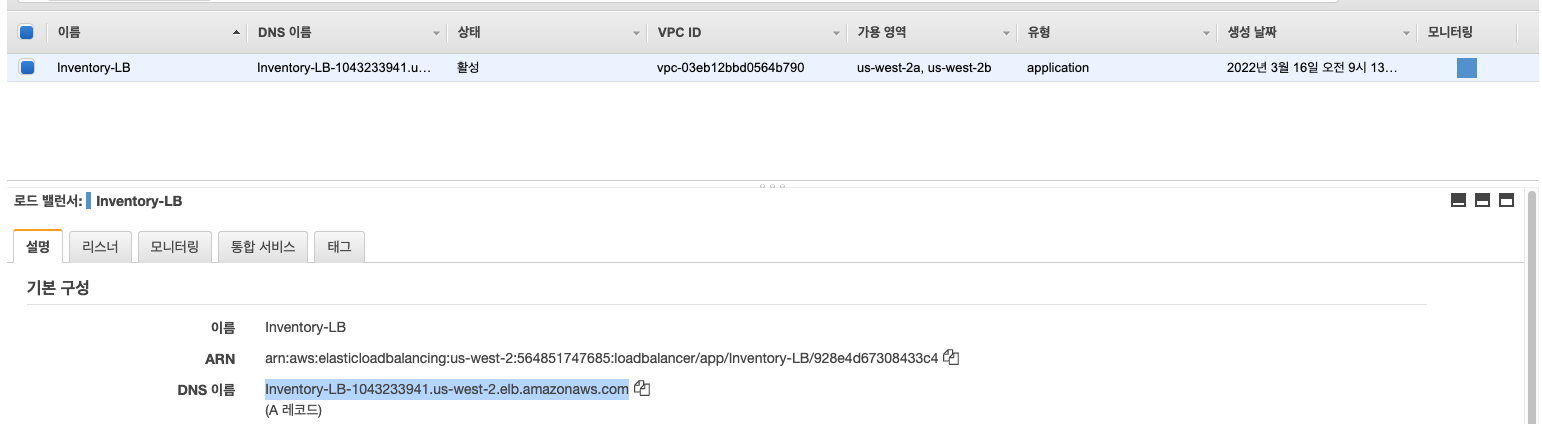 이름 DNS 이름 상태 VPC ID 가용 영역 유형 생성 날짜 모니터링
Inventory-LB Inventory-LB-1043233941.u... 활성 vpc-03eb12bbd0564b790 us-west-2a, us-west-2b application 2022년 3월 16일 오전 9시 13...
로드 밸런서: Inventory-LB
설명 리스너 모니터링 통합 서비스 태그
기본 구성
이름 Inventory-LB
ARN arn:aws:elasticloadbalancing:us-west-2:564851747685:loadbalancer/app/Inventory-LB/928e4d67308433c4
DNS 이름 Inventory-LB-1043233941.us-west-2.elb.amazonaws.com
(A 레코드)